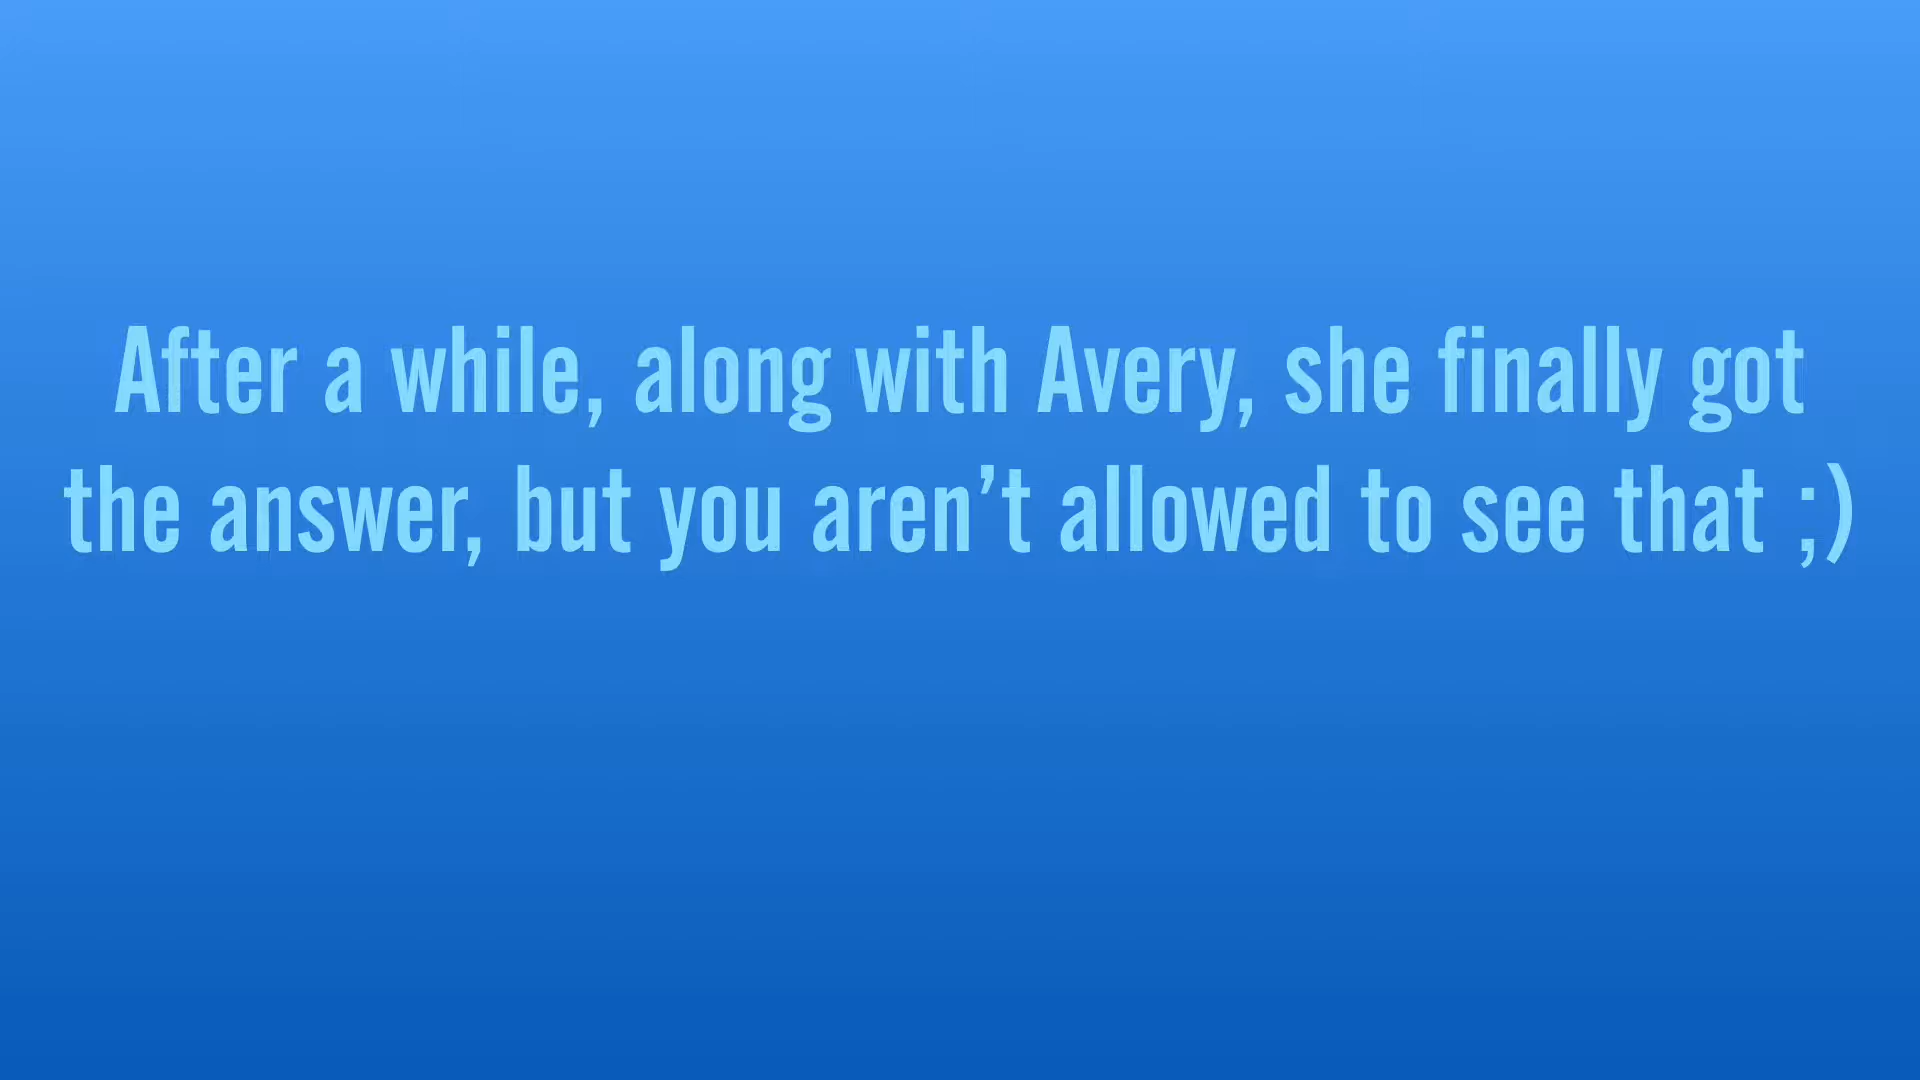 After a while, along with Avery, she finally got
the answer, but you aren’t allowed to see that ;)